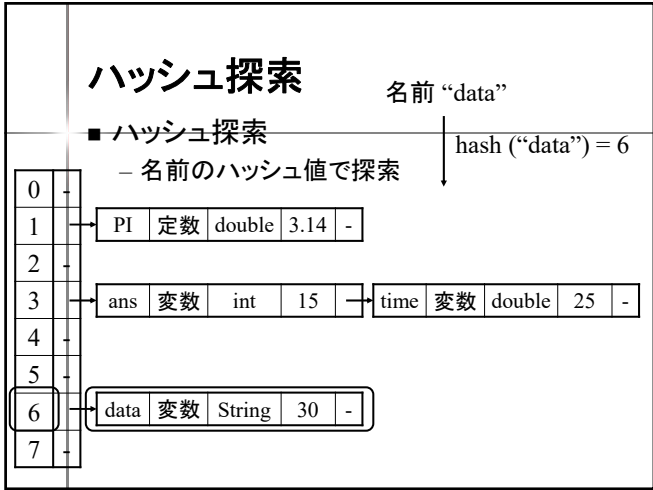 ハッシュ探索
名前 “data”
■ ハッシュ探索
hash (“data”) = 6
– 名前のハッシュ値で探索
0 -
1 PI 定数 double 3.14 -
2 -
3 ans 変数 int 15 time 変数 double 25 -
4 -
5 -
6 data 変数 String 30 -
7 -